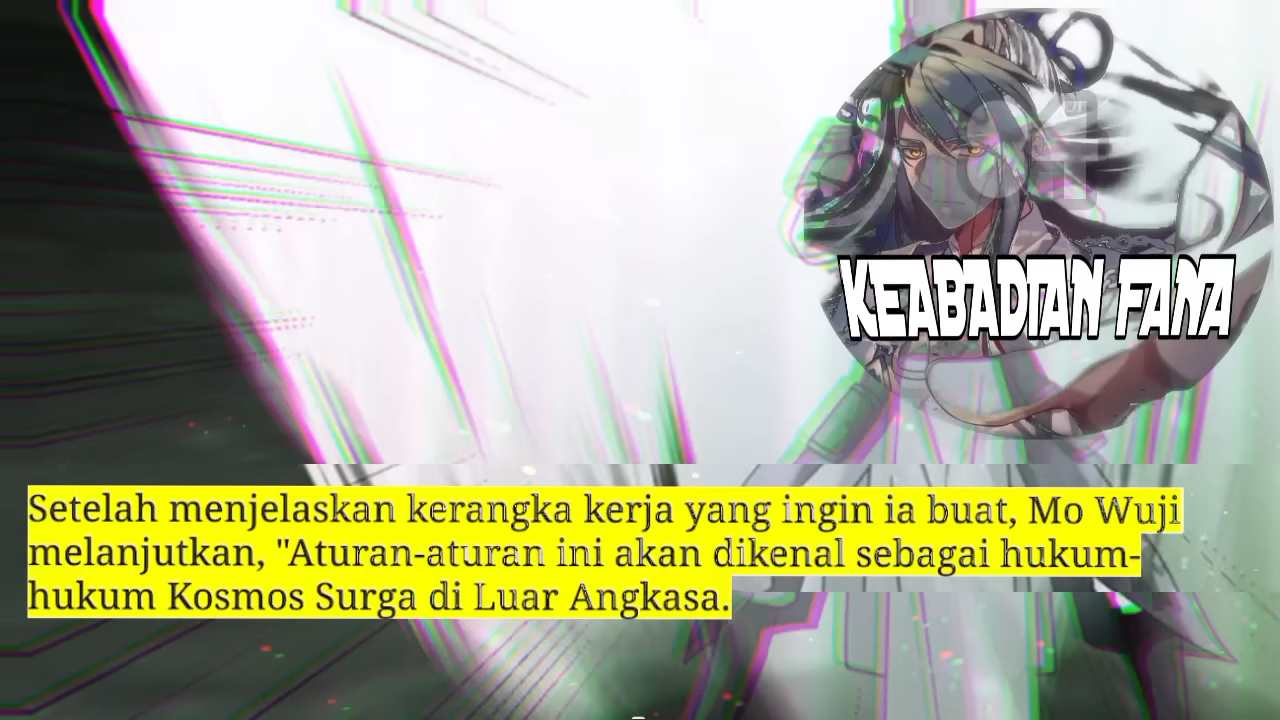 KEABADIAN FANA
Setelah menjelaskan kerangka kerja yang ingin ia buat, Mo Wuji
melanjutkan, "Aturan-aturan ini akan dikenal sebagai hukum-
hukum Kosmos Surga di Luar Angkasa.